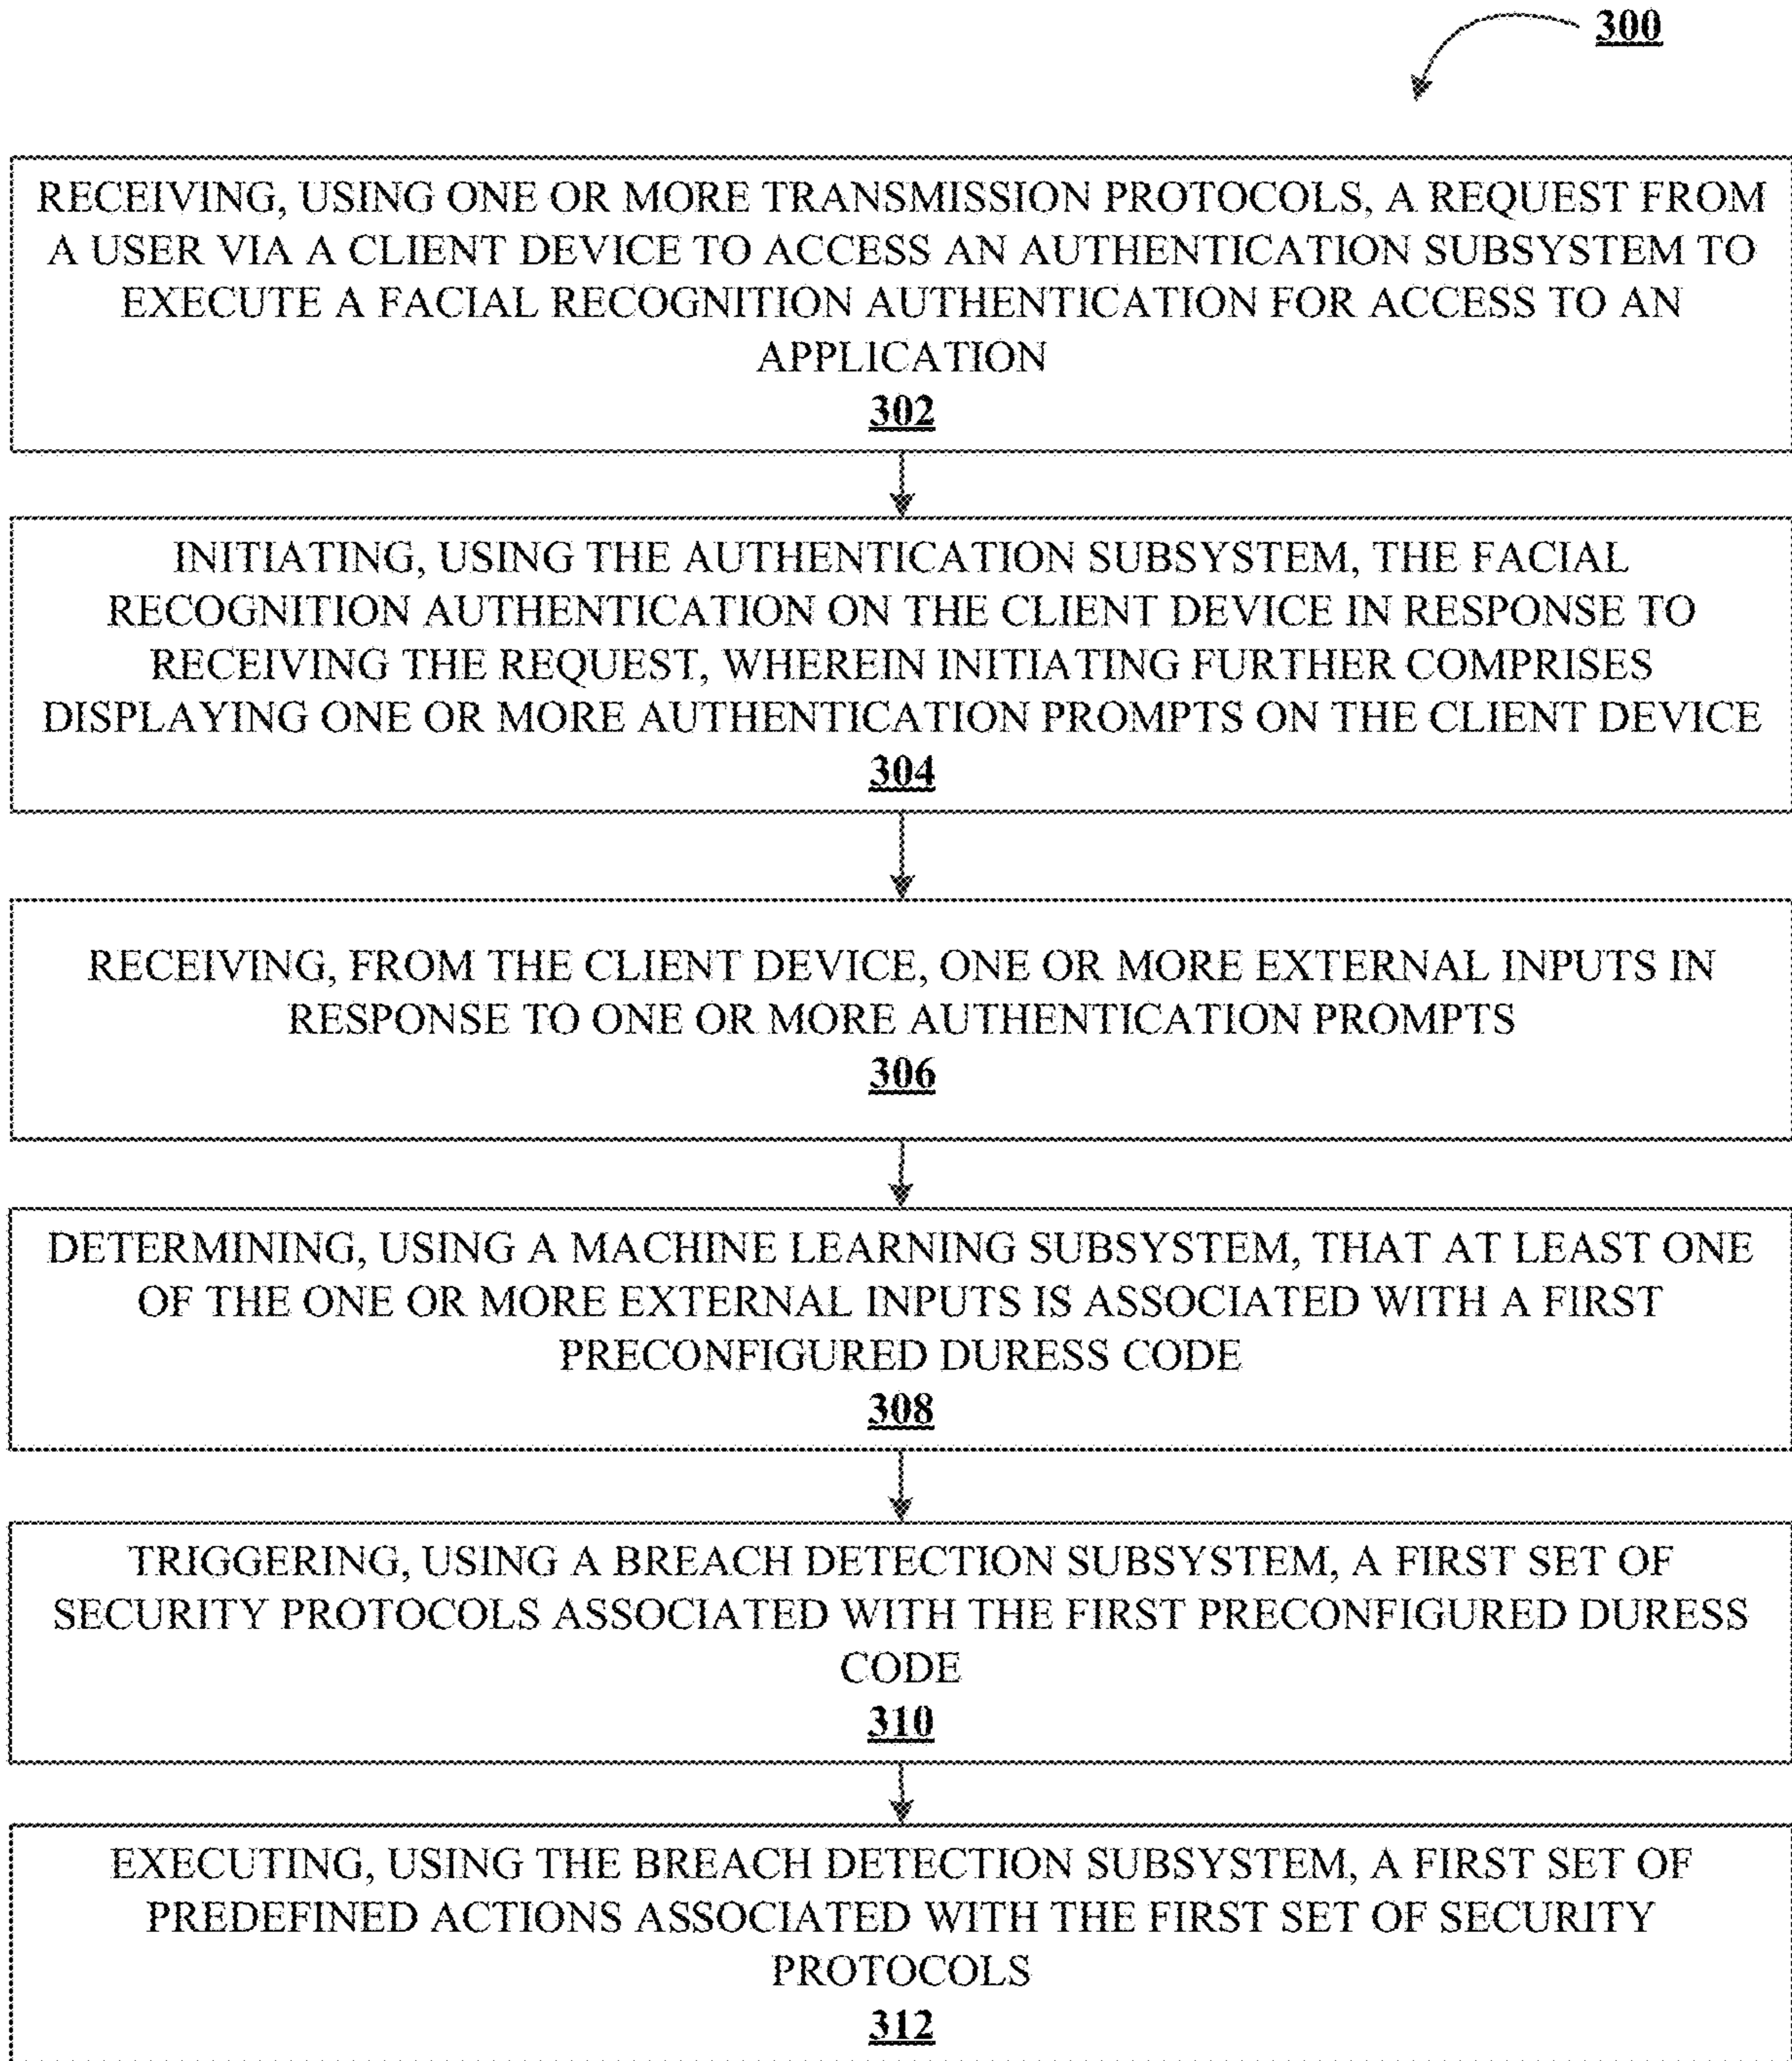 300
RECEIVING, USING ONE OR MORE TRANSMISSION PROTOCOLS, A REQUEST FROM
A USER VIA A CLIENT DEVICE TO ACCESS AN AUTHENTICATION SUBSYSTEM TO
EXECUTE A FACIAL RECOGNITION AUTHENTICATION FOR ACCESS TO AN
APPLICATION
302
INITIATING, USING THE AUTHENTICATION SUBSYSTEM, THE FACIAL
RECOGNITION AUTHENTICATION ON THE CLIENT DEVICE IN RESPONSE TO
RECEIVING THE REQUEST, WHEREIN INITIATING FURTHER COMPRISES
DISPLAYING ONE OR MORE AUTHENTICATION PROMPTS ON THE CLIENT DEVICE
304
RECEIVING, FROM THE CLIENT DEVICE, ONE OR MORE EXTERNAL INPUTS IN
RESPONSE TO ONE OR MORE AUTHENTICATION PROMPTS
306
DETERMINING, USING A MACHINE LEARNING SUBSYSTEM, THAT AT LEAST ONE
OF THE ONE OR MORE EXTERNAL INPUTS IS ASSOCIATED WITH A FIRST
PRECONFIGURED DURESS CODE
308
TRIGGERING, USING A BREACH DETECTION SUBSYSTEM, A FIRST SET OF
SECURITY PROTOCOLS ASSOCIATED WITH THE FIRST PRECONFIGURED DURESS
CODE
310
EXECUTING, USING THE BREACH DETECTION SUBSYSTEM, A FIRST SET OF
PREDEFINED ACTIONS ASSOCIATED WITH THE FIRST SET OF SECURITY
PROTOCOLS
312